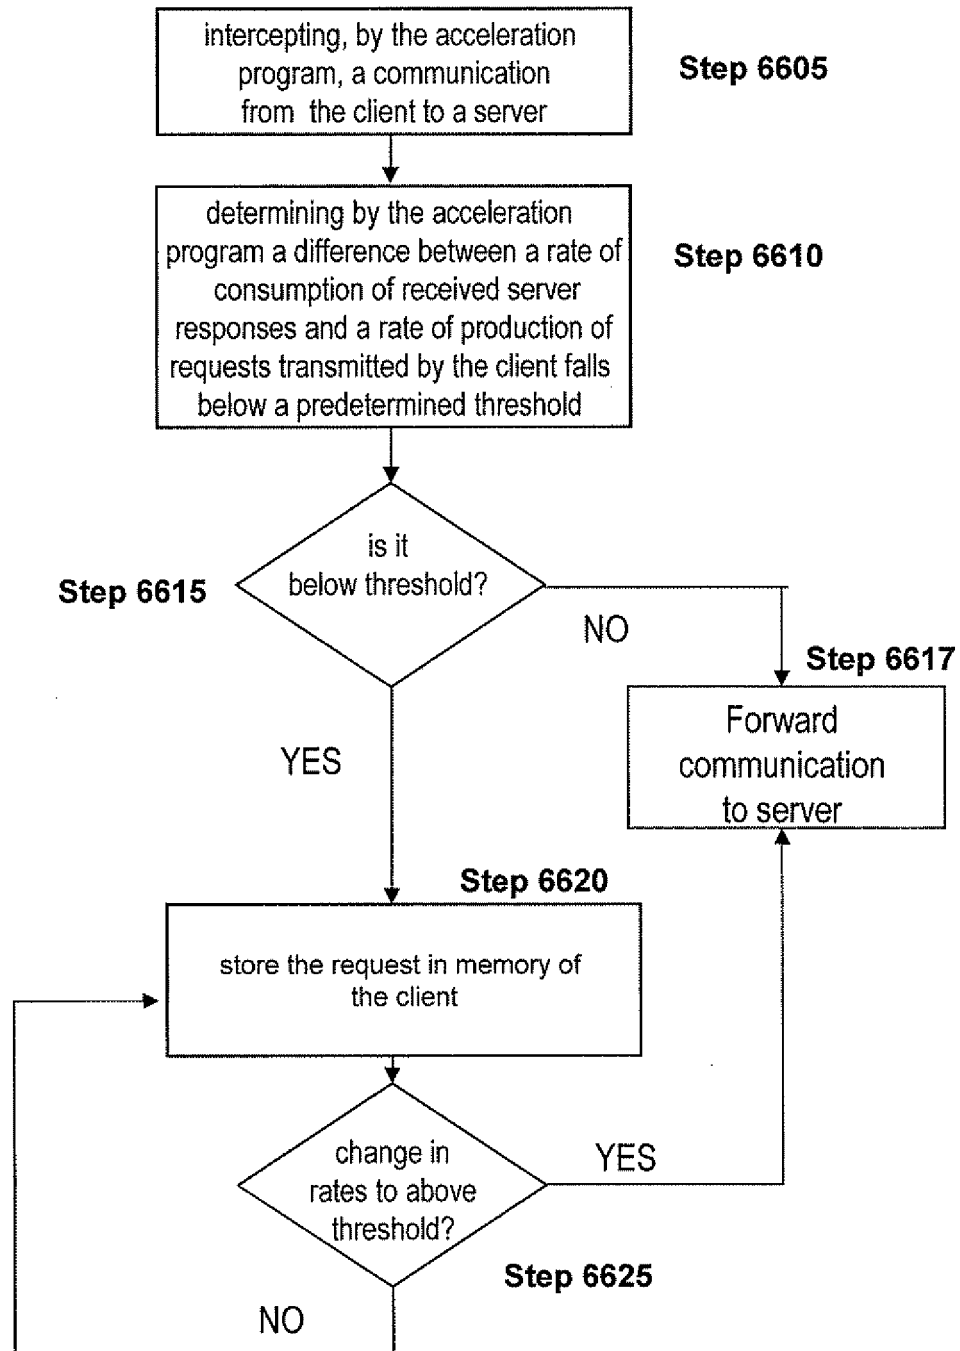 intercepting, by the acceleration
program, a communication
from the client to a server
Step 6605
determining by the acceleration
program a difference between a rate of
consumption of received server
responses and a rate of production of
requests transmitted by the client falls
below a predetermined threshold
Step 6610
is it
below threshold?
Step 6615
NO
Step 6617
Forward
communication
to server
YES
Step 6620
store the request in memory of
the client
change in
rates to above
threshold?
YES
Step 6625
NO